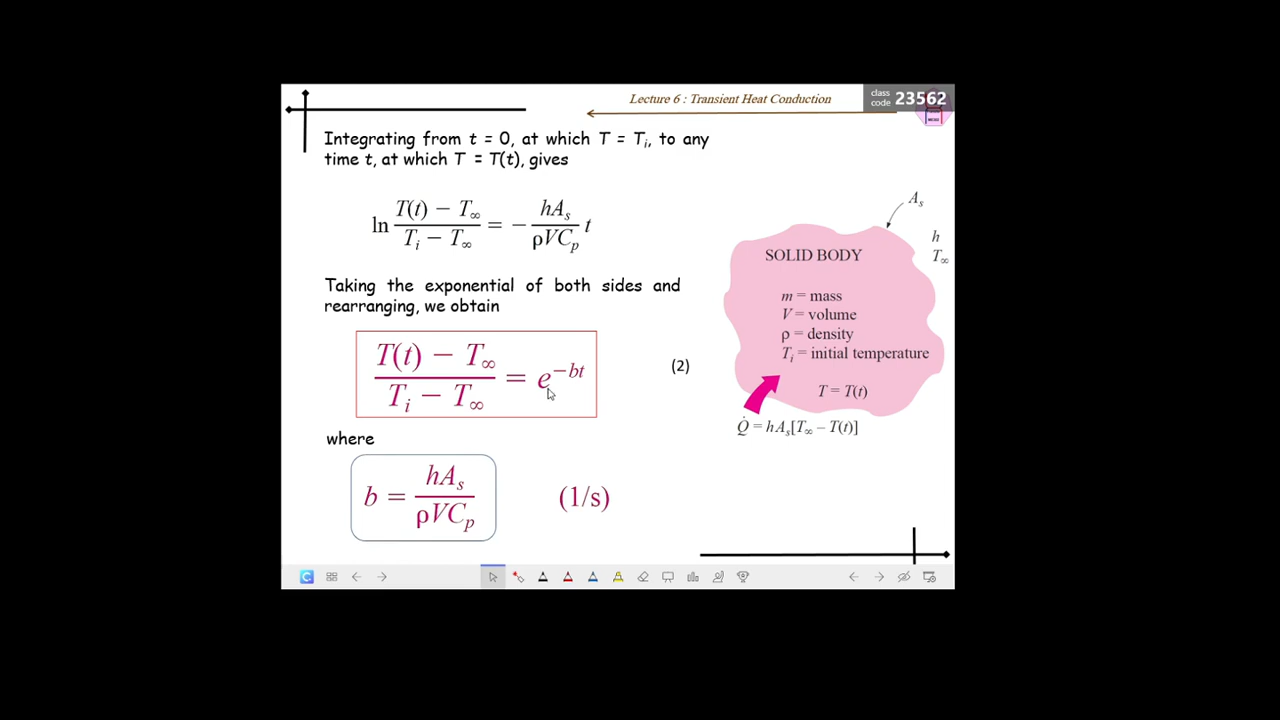 Lecture 6 : Transient Heat Conduction
class code 23562
Integrating from t = 0, at which T = Tᵢ, to any
time t, at which T = T(t), gives
ln (T(t) − T∞)/(Tᵢ − T∞) = − (hAₛ)/(ρVCₚ) t
Taking the exponential of both sides and
rearranging, we obtain
(T(t) − T∞)/(Tᵢ − T∞) = e^(−bt)
(2)
where
b = (hAₛ)/(ρVCₚ) (1/s)
Aₛ
h
T∞
SOLID BODY
m = mass
V = volume
ρ = density
Tᵢ = initial temperature
T = T(t)
Q̇ = hAₛ[T∞ – T(t)]